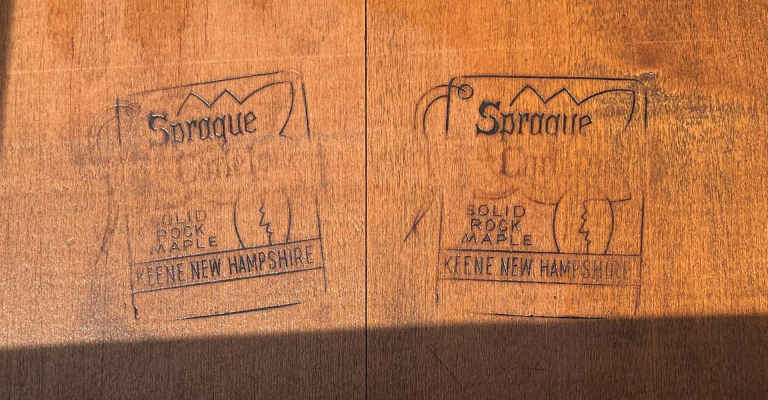 Sprague
SOLID
ROCK
MAPLE
KEENE NEW HAMPSHIRE
Sprague
SOLID
ROCK
MAPLE
KEENE NEW HAMPSHIRE